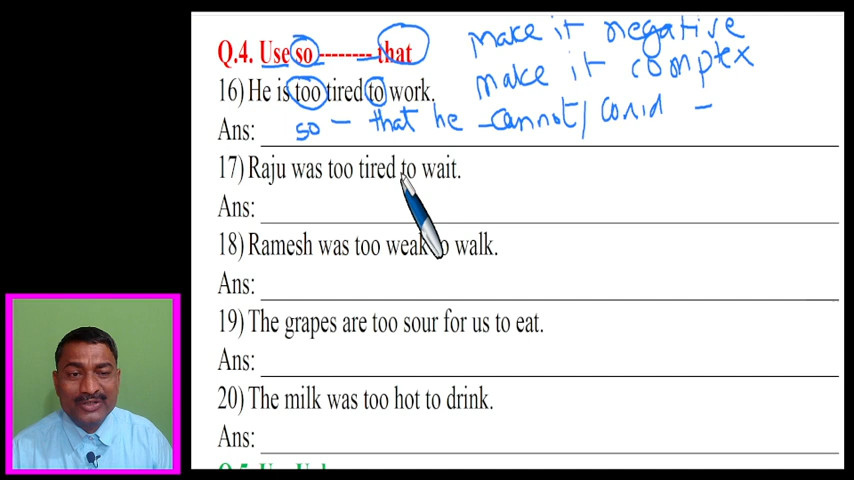 Q.4. Use so -------- that
make it negative
make it complex
16) He is too tired to work.
Ans: so - that he cannot/ could -
17) Raju was too tired to wait.
Ans:
18) Ramesh was too weak to walk.
Ans:
19) The grapes are too sour for us to eat.
Ans:
20) The milk was too hot to drink.
Ans: